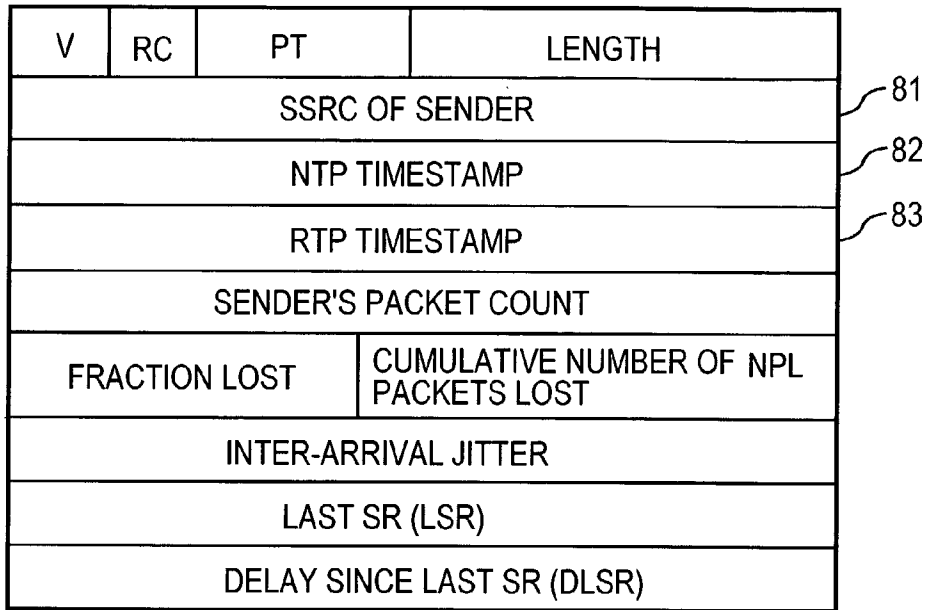 V RC PT LENGTH
SSRC OF SENDER 81
NTP TIMESTAMP 82
RTP TIMESTAMP 83
SENDER'S PACKET COUNT
FRACTION LOST
CUMULATIVE NUMBER OF NPL
PACKETS LOST
INTER-ARRIVAL JITTER
LAST SR (LSR)
DELAY SINCE LAST SR (DLSR)